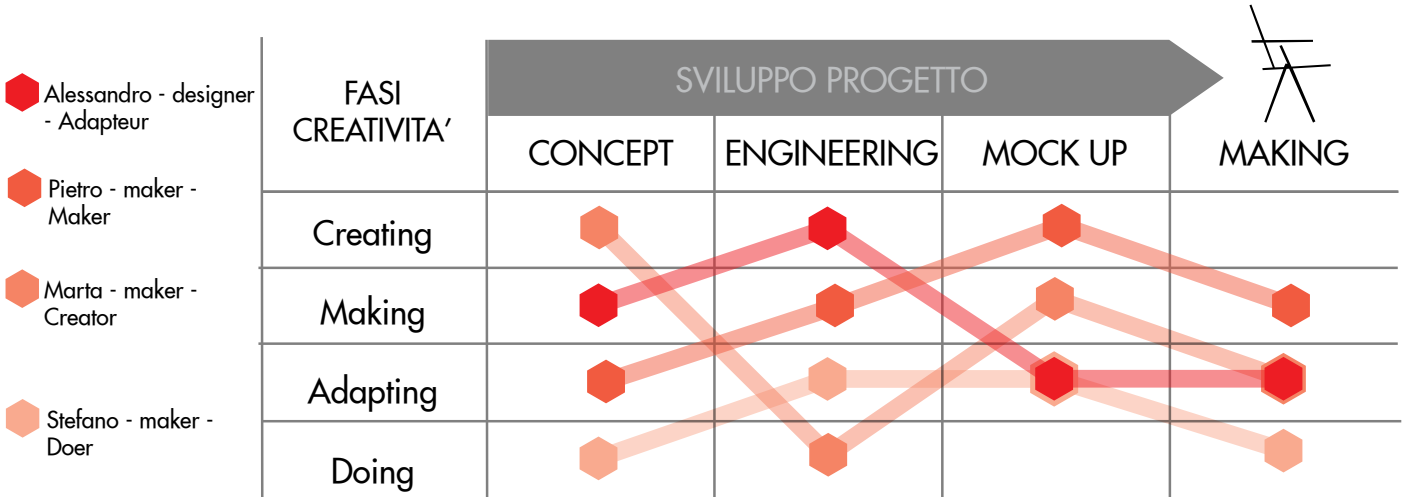 Alessandro - designer
- Adapteur
Pietro - maker -
Maker
Marta - maker -
Creator
Stefano - maker -
Doer
FASI
CREATIVITA’
SVILUPPO PROGETTO
CONCEPT
ENGINEERING
MOCK UP
MAKING
Creating
Making
Adapting
Doing